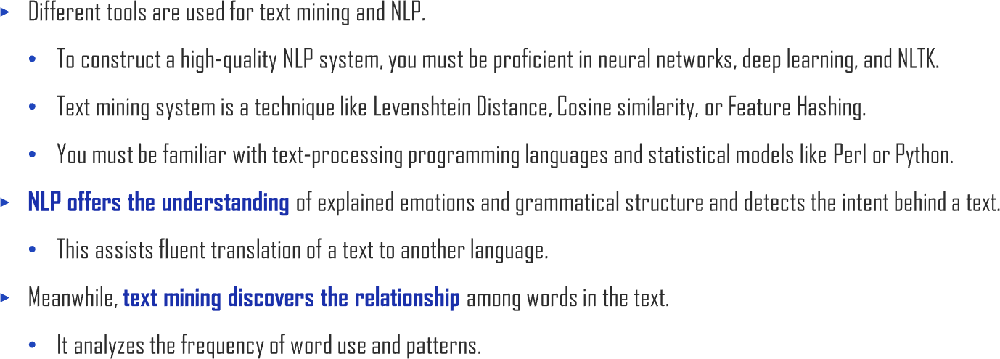 ▸ Different tools are used for text mining and NLP.
• To construct a high-quality NLP system, you must be proficient in neural networks, deep learning, and NLTK.
• Text mining system is a technique like Levenshtein Distance, Cosine similarity, or Feature Hashing.
• You must be familiar with text-processing programming languages and statistical models like Perl or Python.
▸ NLP offers the understanding of explained emotions and grammatical structure and detects the intent behind a text.
• This assists fluent translation of a text to another language.
▸ Meanwhile, text mining discovers the relationship among words in the text.
• It analyzes the frequency of word use and patterns.